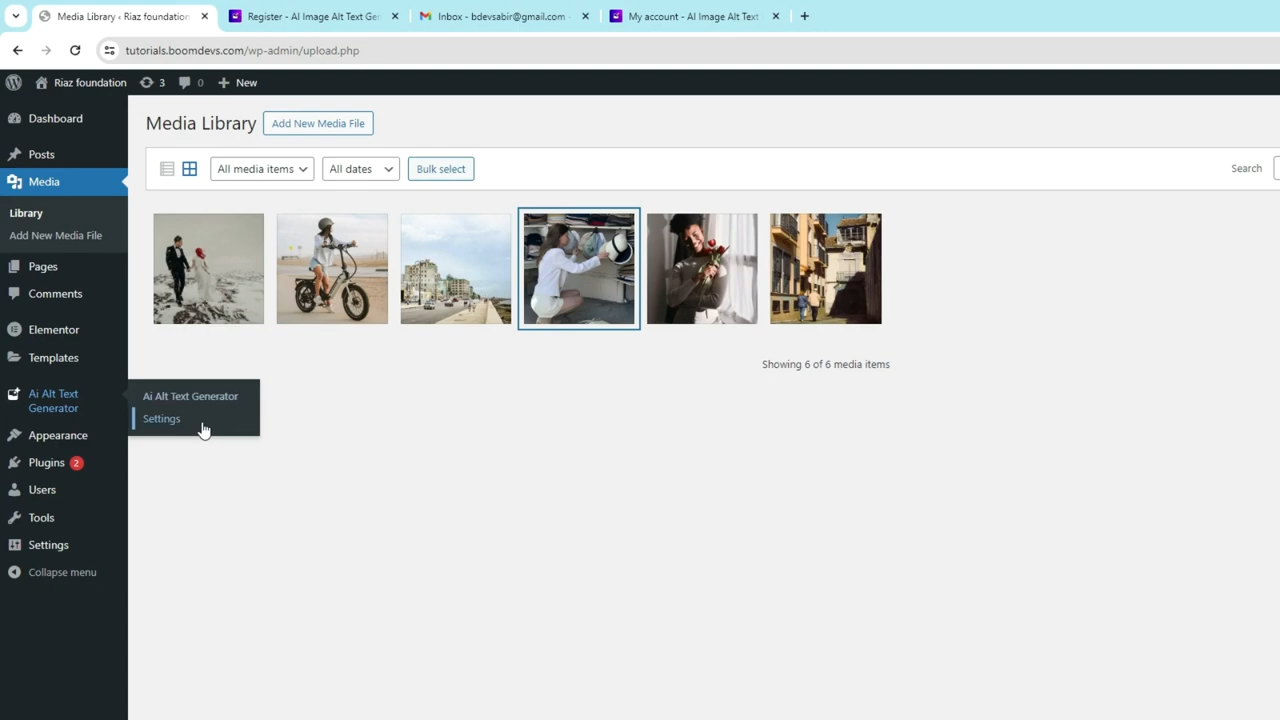 Media Library ‹ Riaz foundation
Register - AI Image Alt Text Gen
Inbox - bdevsabir@gmail.com -
My account - AI Image Alt Text
tutorials.boomdevs.com/wp-admin/upload.php
Riaz foundation
3
0
New
Dashboard
Posts
Media
Library
Add New Media File
Pages
Comments
Elementor
Templates
Ai Alt Text
Generator
Appearance
Plugins 2
Users
Tools
Settings
Collapse menu
Ai Alt Text Generator
Settings
Media Library
Add New Media File
All media items
All dates
Bulk select
Search
Showing 6 of 6 media items